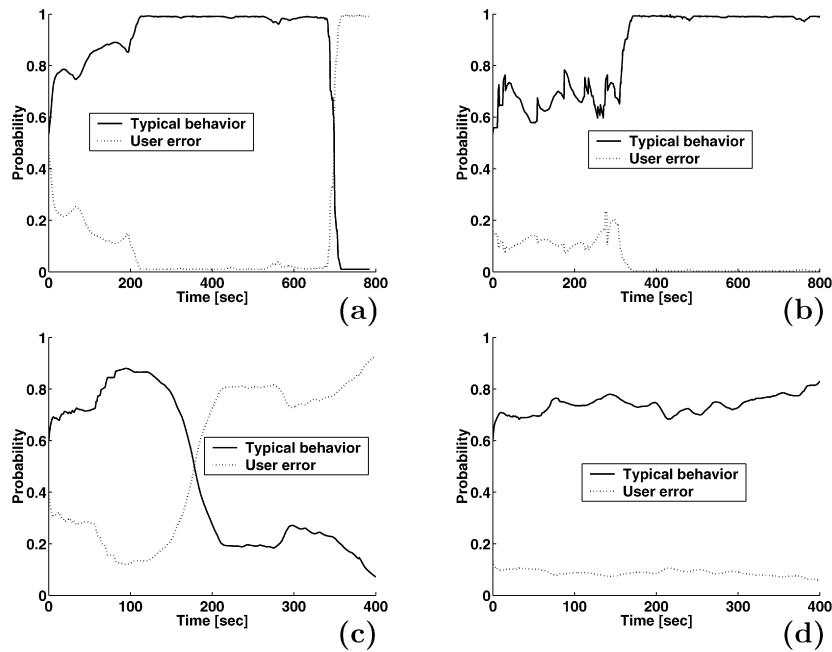 1
0.8
0.6
0.4
0.2
0
Probability
Typical behavior
User error
0 200 400 600 800
Time [sec]
(a)
1
0.8
0.6
0.4
0.2
0
Probability
Typical behavior
User error
0 200 400 600 800
Time [sec]
(b)
1
0.8
0.6
0.4
0.2
0
Probability
Typical behavior
User error
0 100 200 300 400
Time [sec]
(c)
1
0.8
0.6
0.4
0.2
0
Probability
Typical behavior
User error
0 100 200 300 400
Time [sec]
(d)